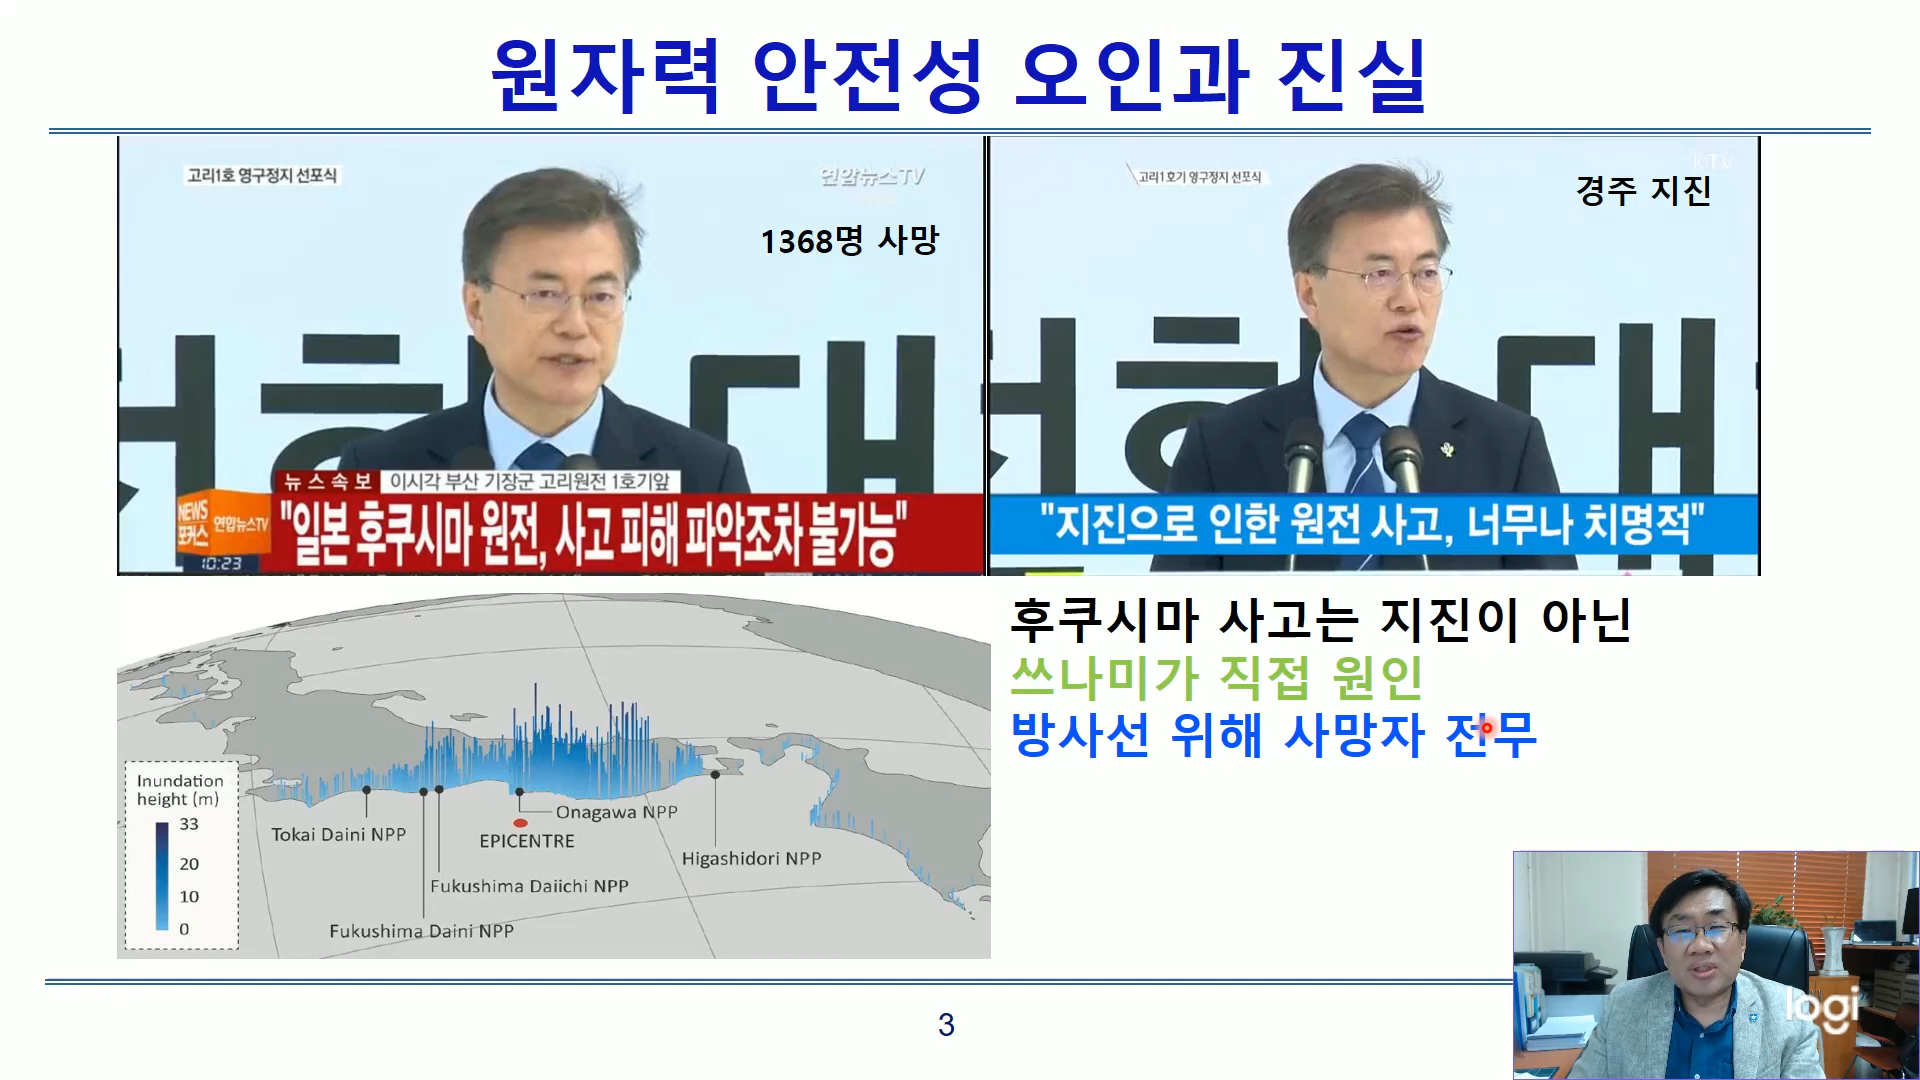 원자력 안전성 오인과 진실
고리1호 영구정지 선포식
연합뉴스TV
1368명 사망
뉴스속보
이시각 부산 기장군 고리원전 1호기앞
NEWS
포커스
연합뉴스TV
"일본 후쿠시마 원전, 사고 피해 파악조차 불가능"
10:23
고리1호기 영구정지 선포식
KTV
경주 지진
"지진으로 인한 원전 사고, 너무나 치명적"
후쿠시마 사고는 지진이 아닌
쓰나미가 직접 원인
방사선 위해 사망자 전무
Inundation
height (m)
33
20
10
0
Tokai Daini NPP
Onagawa NPP
EPICENTRE
Higashidori NPP
Fukushima Daiichi NPP
Fukushima Daini NPP
logi
3